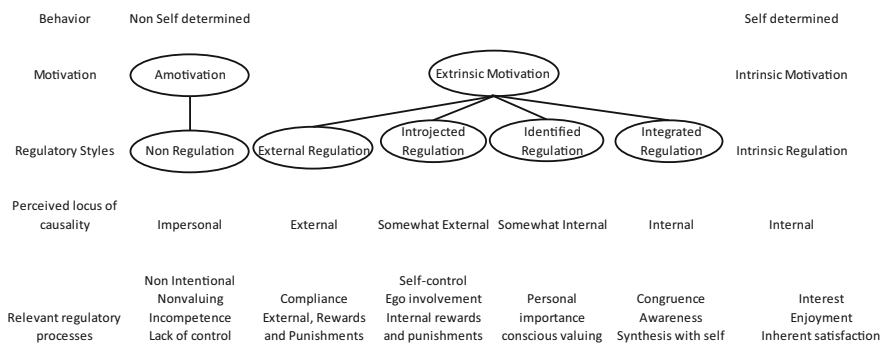 Behavior Non Self determined Self determined
Motivation Amotivation Extrinsic Motivation Intrinsic Motivation
Regulatory Styles Non Regulation External Regulation Introjected Regulation Identified Regulation Integrated Regulation Intrinsic Regulation
Perceived locus of
causality Impersonal External Somewhat External Somewhat Internal Internal Internal
Relevant regulatory
processes
Non Intentional
Nonvaluing
Incompetence
Lack of control
Compliance
External, Rewards
and Punishments
Self-control
Ego involvement
Internal rewards
and punishments
Personal
importance
conscious valuing
Congruence
Awareness
Synthesis with self
Interest
Enjoyment
Inherent satisfaction